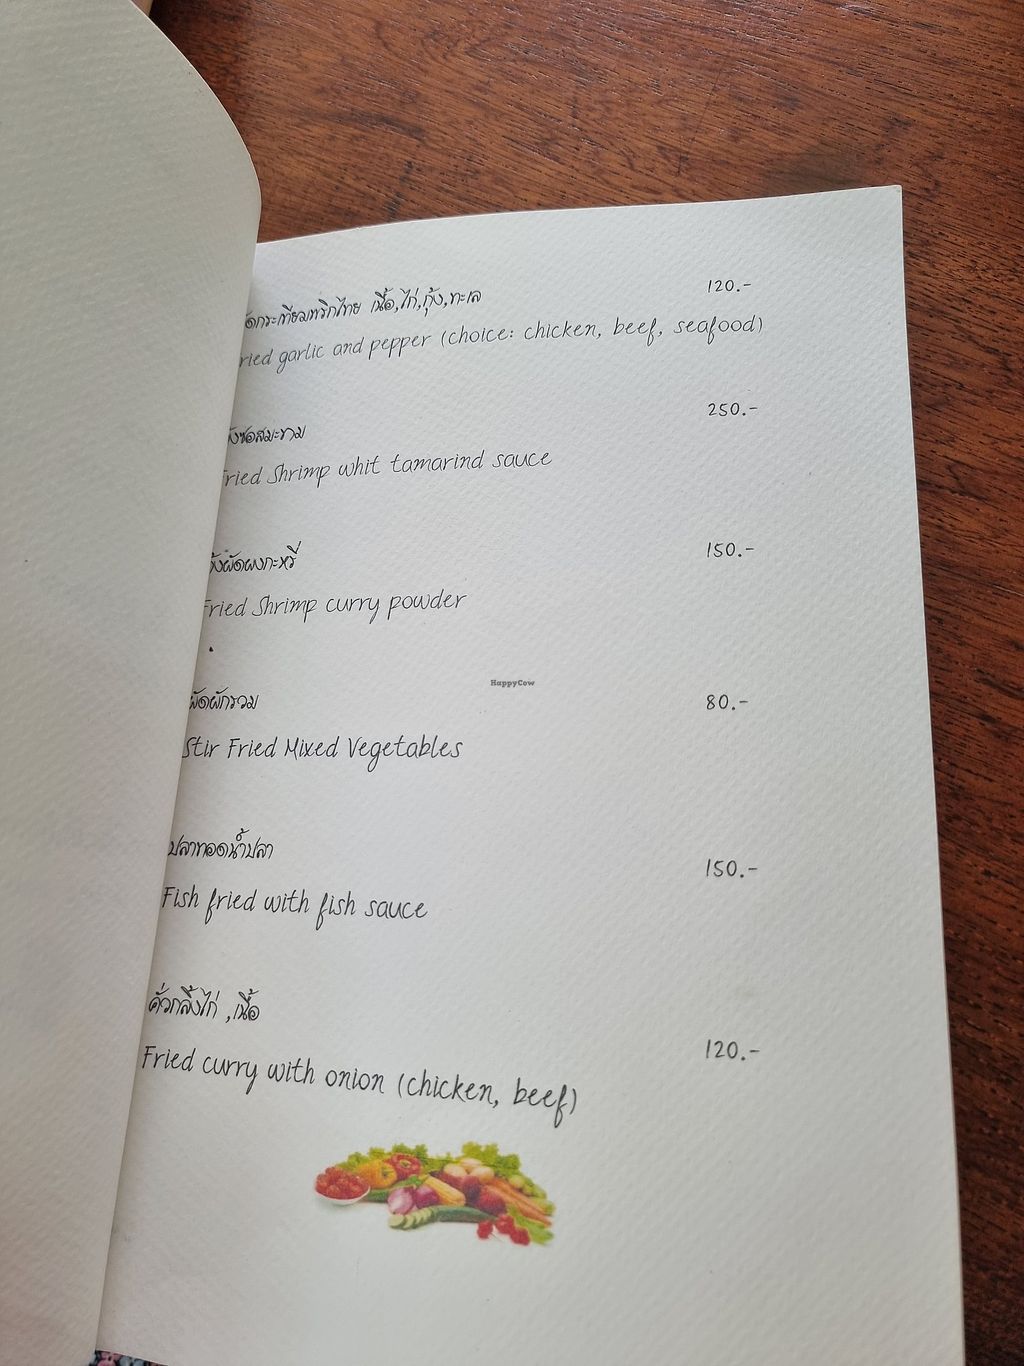 ัดกระเทียมพริกไทย เนื้อ,ไก่,กุ้ง,ทะเล 120.-
ried garlic and pepper (choice: chicken, beef, seafood)
ซอสมะขาม 250.-
Fried Shrimp whit tamarind sauce
ผัดผงกะหรี่ 150.-
Fried Shrimp curry powder
HappyCow
ผัดผักรวม 80.-
Stir Fried Mixed Vegetables
ปลาทอดน้ำปลา 150.-
Fish fried with fish sauce
คั่วกลิ้งไก่ ,เนื้อ 120.-
Fried curry with onion (chicken, beef)